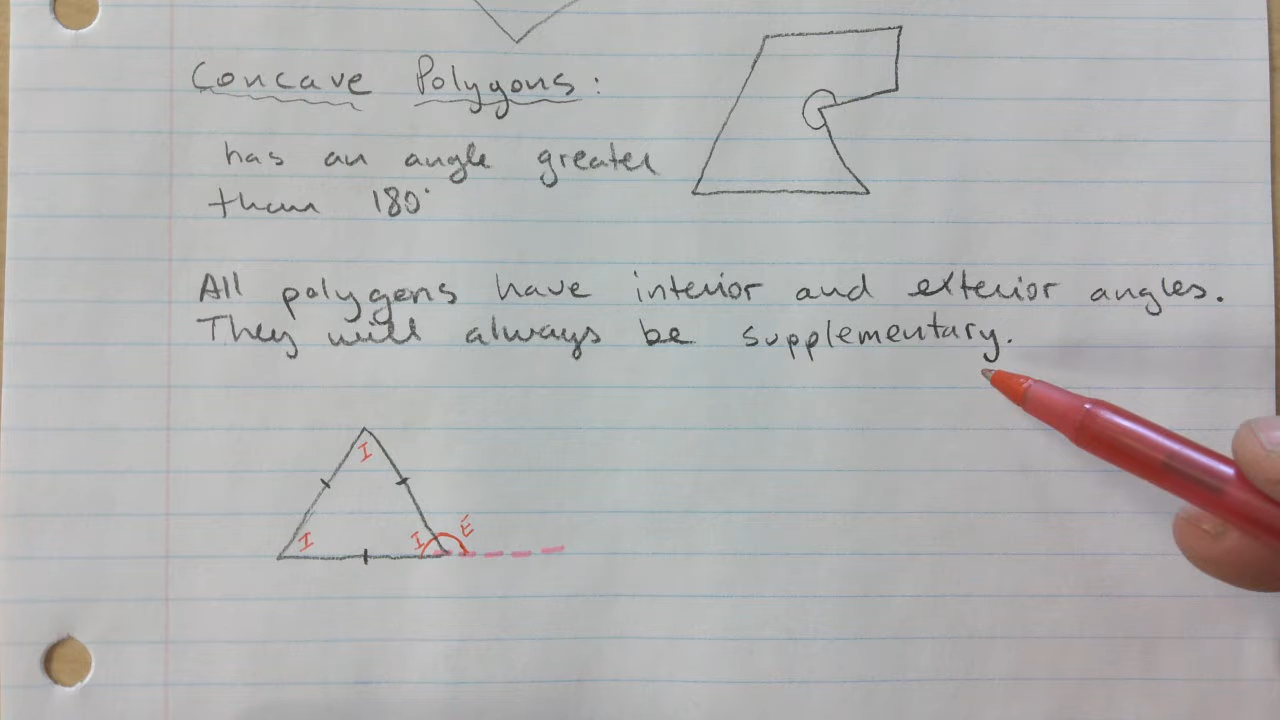 Concave Polygons:
has an angle greater
than 180°
All polygons have interior and exterior angles.
They will always be supplementary.
I
I
I
E